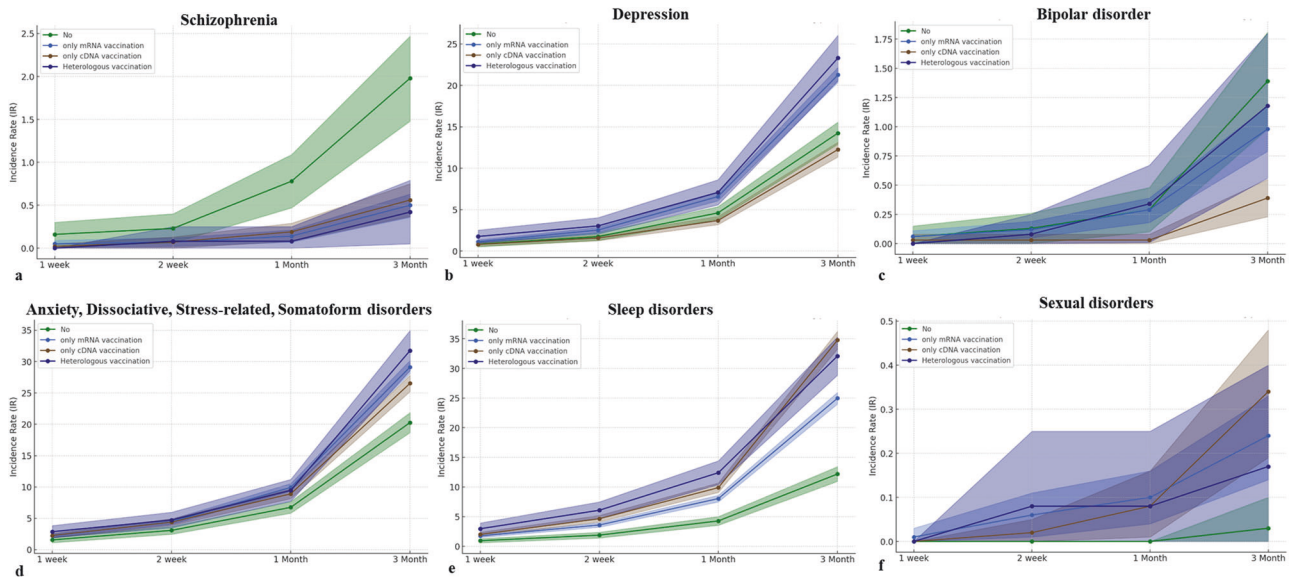 Schizophrenia
Incidence Rate (IR)
2.5
2.0
1.5
1.0
0.5
0.0
No
only mRNA vaccination
only cDNA vaccination
Heterologous vaccination
1 week
2 week
1 Month
3 Month
a
Depression
Incidence Rate (IR)
25
20
15
10
5
0
No
only mRNA vaccination
only cDNA vaccination
Heterologous vaccination
1 week
2 week
1 Month
3 Month
b
Bipolar disorder
Incidence Rate (IR)
1.75
1.50
1.25
1.00
0.75
0.50
0.25
0.00
No
only mRNA vaccination
only cDNA vaccination
Heterologous vaccination
1 week
2 week
1 Month
3 Month
c
Anxiety, Dissociative, Stress-related, Somatoform disorders
Incidence Rate (IR)
35
30
25
20
15
10
5
0
No
only mRNA vaccination
only cDNA vaccination
Heterologous vaccination
1 week
2 week
1 Month
3 Month
d
Sleep disorders
Incidence Rate (IR)
35
30
25
20
15
10
5
0
No
only mRNA vaccination
only cDNA vaccination
Heterologous vaccination
1 week
2 week
1 Month
3 Month
e
Sexual disorders
Incidence Rate (IR)
0.5
0.4
0.3
0.2
0.1
0.0
No
only mRNA vaccination
only cDNA vaccination
Heterologous vaccination
1 week
2 week
1 Month
3 Month
f